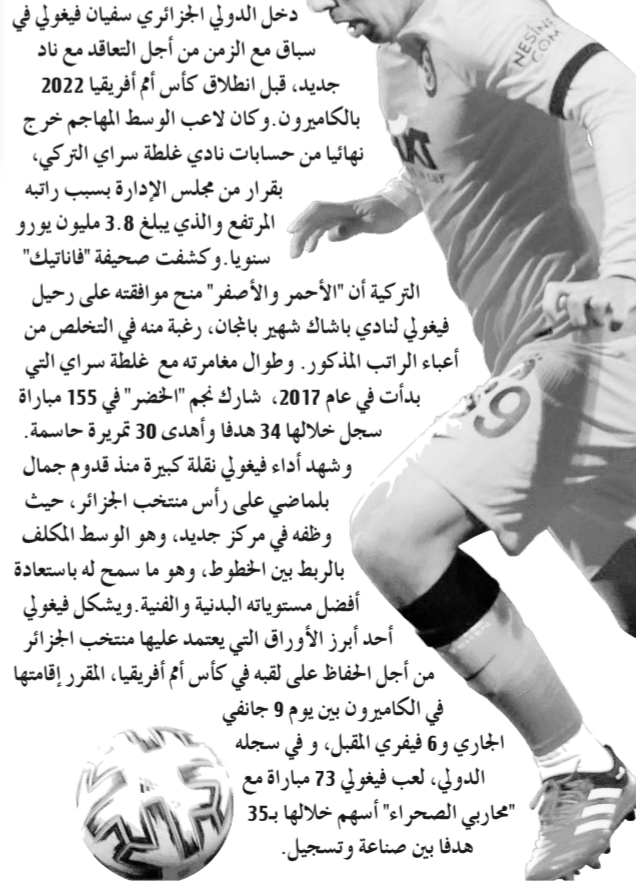 دخل الدولي الجزائري سفيان فيغولي في
سباق مع الزمن من أجل التعاقد مع ناد
جديد، قبل انطلاق كأس أمم أفريقيا 2022
بالكاميرون.وكان لاعب الوسط المهاجم خرج
نهائيا من حسابات نادي غلطة سراي التركي،
بقرار من مجلس الإدارة بسبب راتبه
المرتفع والذي يبلغ 3.8 مليون يورو
سنويا.وكشفت صحيفة "فاناتيك"
التركية أن "الأحمر والأصفر" منح موافقته على رحيل
فيغولي لنادي باشاك شهير بالمجان، رغبة منه في التخلص من
أعباء الراتب المذكور. وطوال مغامرته مع غلطة سراي التي
بدأت في عام 2017، شارك نجم "الخضر" في 155 مباراة
سجل خلالها 34 هدفا وأهدى 30 تمريرة حاسمة.
وشهد أداء فيغولي نقلة كبيرة منذ قدوم جمال
بلماضي على رأس منتخب الجزائر، حيث
وظفه في مركز جديد، وهو الوسط المكلف
بالربط بين الخطوط، وهو ما سمح له باستعادة
أفضل مستوياته البدنية والفنية.ويشكل فيغولي
أحد أبرز الأوراق التي يعتمد عليها منتخب الجزائر
من أجل الحفاظ على لقبه في كأس أمم أفريقيا، المقرر إقامتها
في الكاميرون بين يوم 9 جانفي
الجاري و6 فيفري المقبل، و في سجله
الدولي، لعب فيغولي 73 مباراة مع
"محاربي الصحراء" أسهم خلالها بـ35
هدفا بين صناعة وتسجيل.
NESINE
COM
9